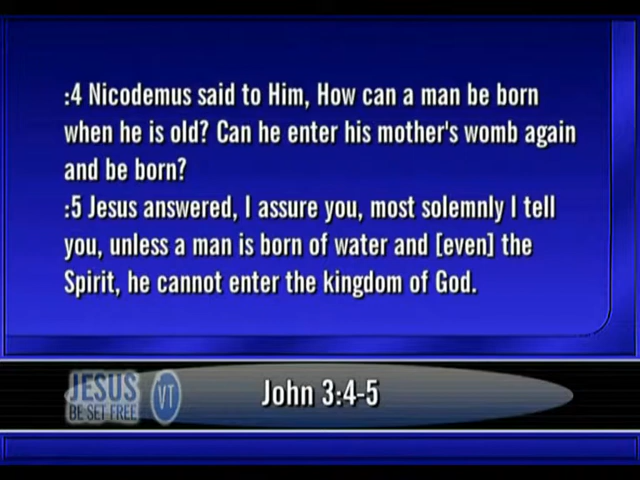 :4 Nicodemus said to Him, How can a man be born
when he is old? Can he enter his mother's womb again
and be born?
:5 Jesus answered, I assure you, most solemnly I tell
you, unless a man is born of water and [even] the
Spirit, he cannot enter the kingdom of God.
JESUS
BE SET FREE
VT
John 3:4-5